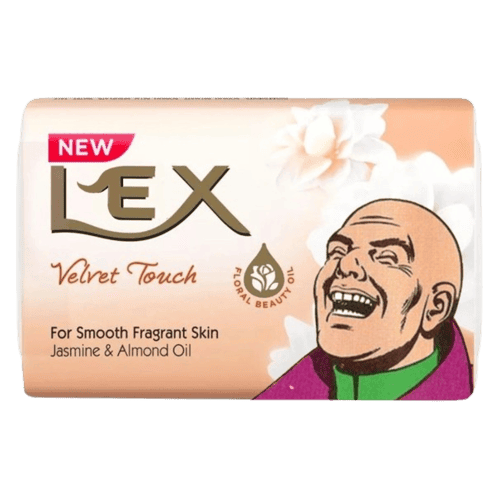 NEW
LEX
Velvet Touch
FLORAL BEAUTY OIL
For Smooth Fragrant Skin
Jasmine & Almond Oil